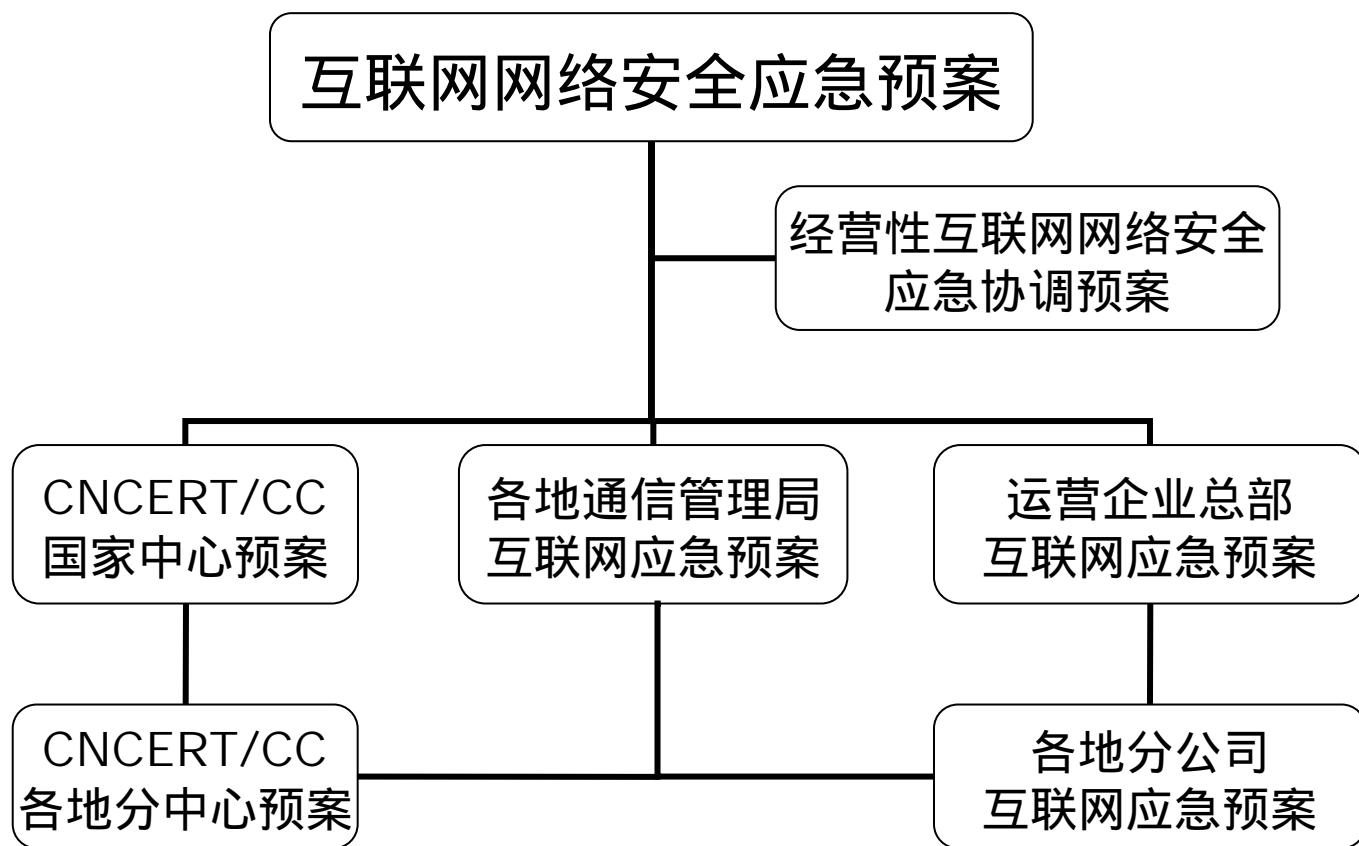 互联网网络安全应急预案
经营性互联网网络安全
应急协调预案
CNCERT/CC
国家中心预案
各地通信管理局
互联网应急预案
运营企业总部
互联网应急预案
CNCERT/CC
各地分中心预案
各地分公司
互联网应急预案